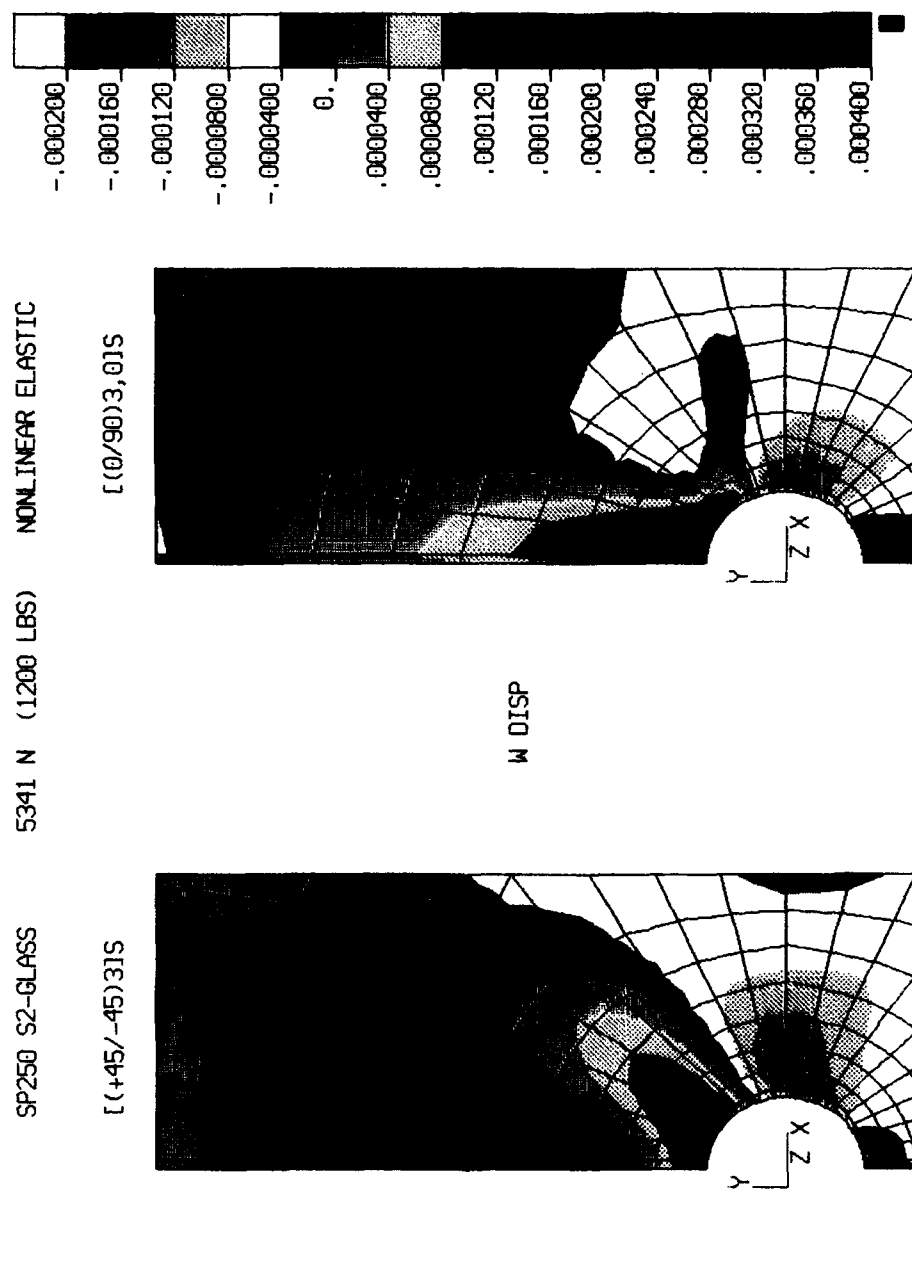 SP250 S2-GLASS 5341 N (1200 LBS) NONLINEAR ELASTIC
[(+45/-45)3]S
[(0/90)3,0]S
W DISP
Y
Z X
Y
Z X
-.000200
-.000160
-.000120
-.0000800
-.0000400
0.
.0000400
.0000800
.000120
.000160
.000200
.000240
.000280
.000320
.000360
.000400